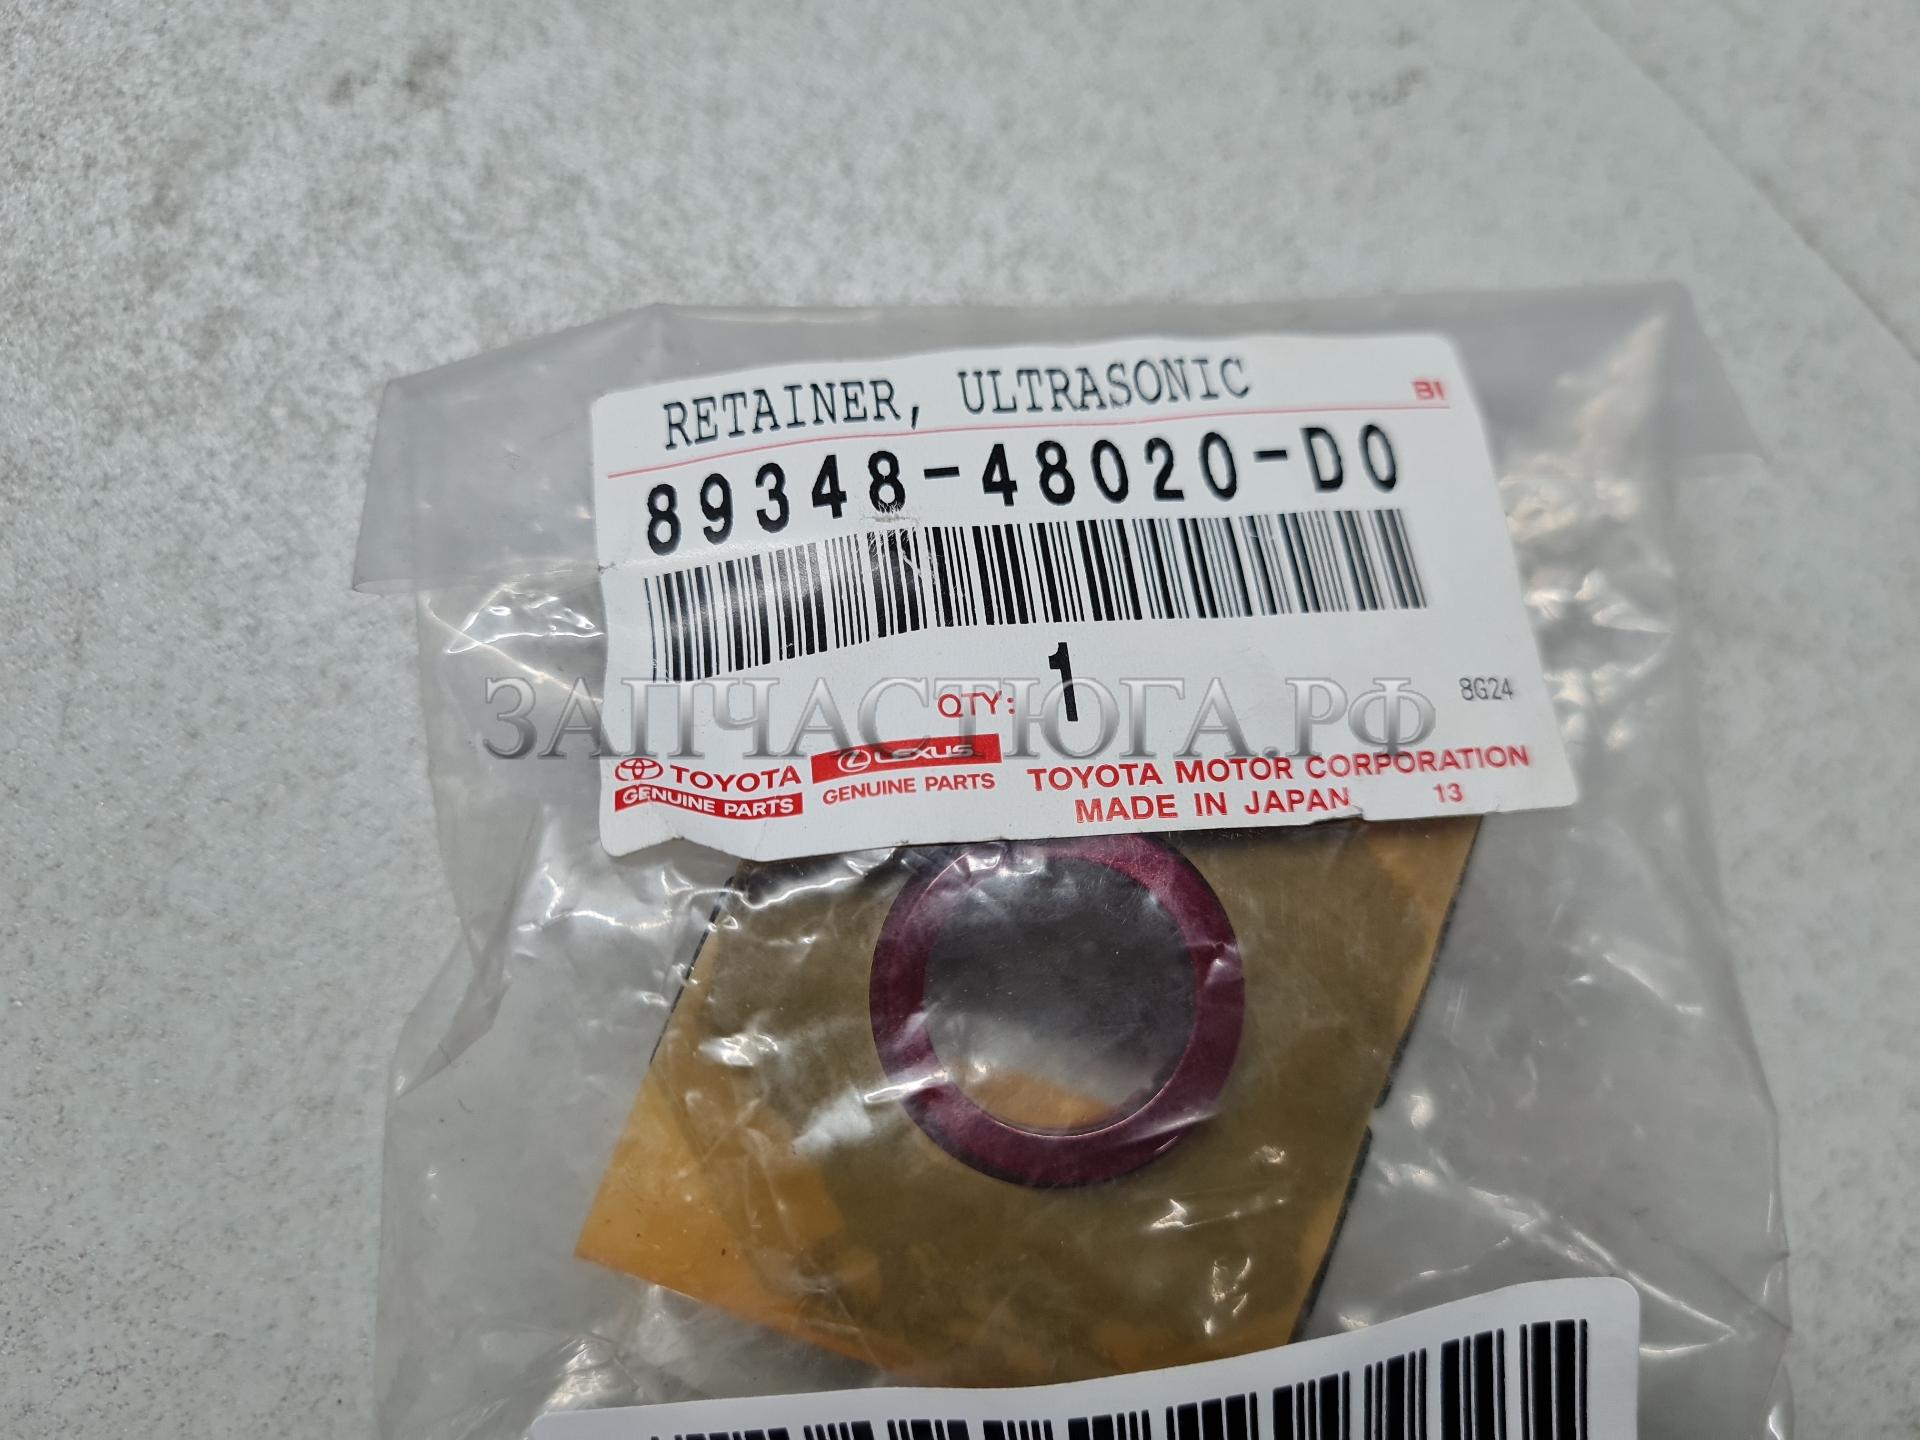 RETAINER, ULTRASONIC
BI
89348-48020-D0
QTY: 1
8G24
ЗАПЧАСТЮГА.РФ
TOYOTA
GENUINE PARTS
LEXUS
GENUINE PARTS
TOYOTA MOTOR CORPORATION
MADE IN JAPAN 13